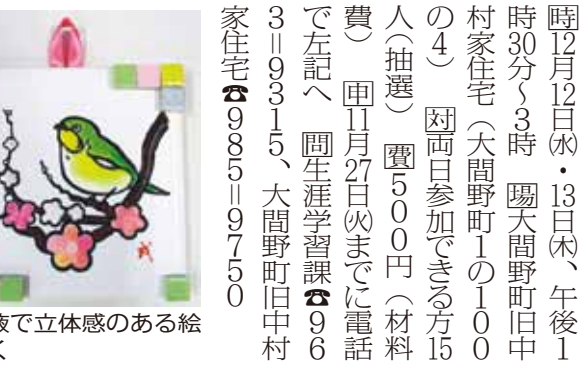 時12月12日㈬・13日㈭、午後1
時30分~3時　場大間野町旧中
村家住宅（大間野町1の100
の4）　対両日参加できる方15
人（抽選）　費500円（材料
費）　申11月27日㈫までに電話
で左記へ　問生涯学習課☎96
3＝9315、大間野町旧中村
家住宅☎985＝9750
液で立体感のある絵